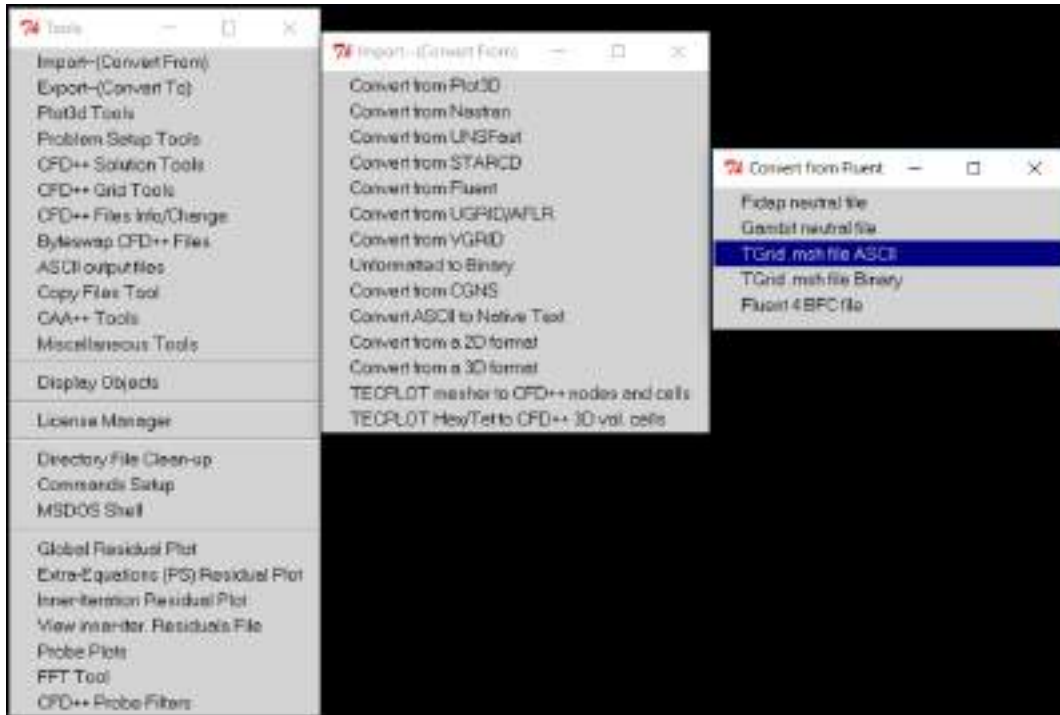 Tools
Import--(Convert From)
Export--(Convert To)
Plot3d Tools
Problem Setup Tools
CFD++ Solution Tools
CFD++ Grid Tools
CFD++ Files Info/Change
Byteswap CFD++ Files
ASCII output files
Copy Files Tool
CAA++ Tools
Miscellaneous Tools
Display Objects
License Manager
Directory File Clean-up
Commands Setup
MSDOS Shell
Global Residual Plot
Extra-Equations (PS) Residual Plot
Inner-Iteration Residual Plot
View inner-iter. Residuals File
Probe Plots
FFT Tool
CFD++ Probe Filters
Import--(Convert From)
Convert from Plot3D
Convert from Nastran
Convert from UNSFast
Convert from STARCD
Convert from Fluent
Convert from UGRID/AFLR
Convert from VGRID
Unformatted to Binary
Convert from CGNS
Convert ASCII to Native Text
Convert from a 2D format
Convert from a 3D format
TECPLOT mesher to CFD++ nodes and cells
TECPLOT Hex/Tet to CFD++ 3D vol. cells
Convert from Fluent
Fidap neutral file
Gambit neutral file
TGrid .msh file ASCII
TGrid .msh file Binary
Fluent 4 BFC file